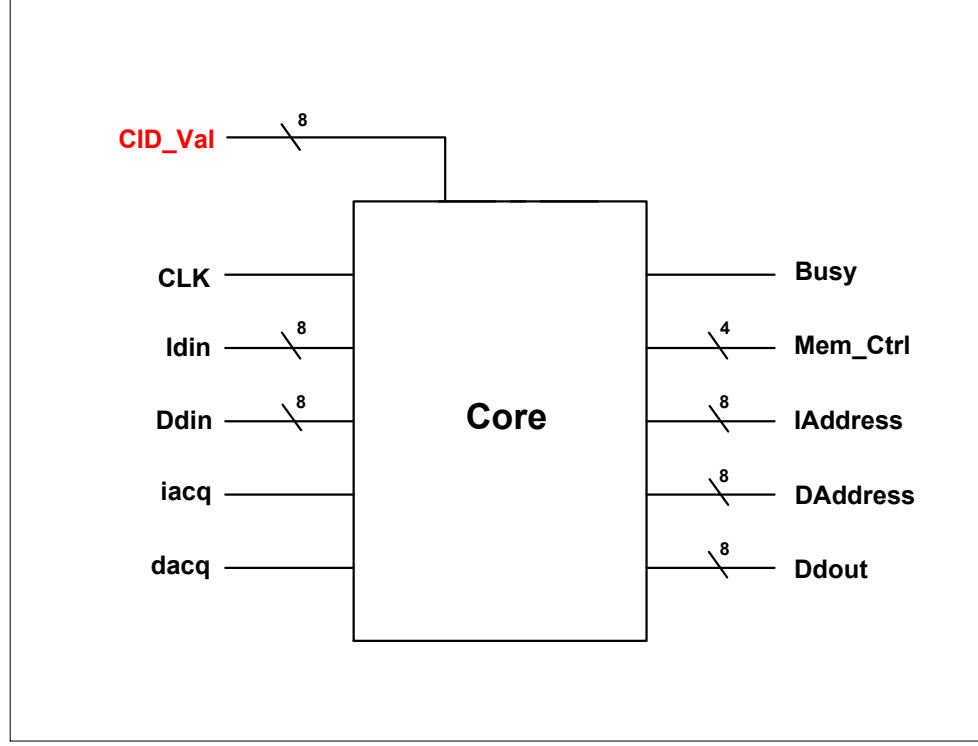 CID_Val 8
CLK
Idin 8
Ddin 8
iacq
dacq
Core
Busy
4 Mem_Ctrl
8 IAddress
8 DAddress
8 Ddout